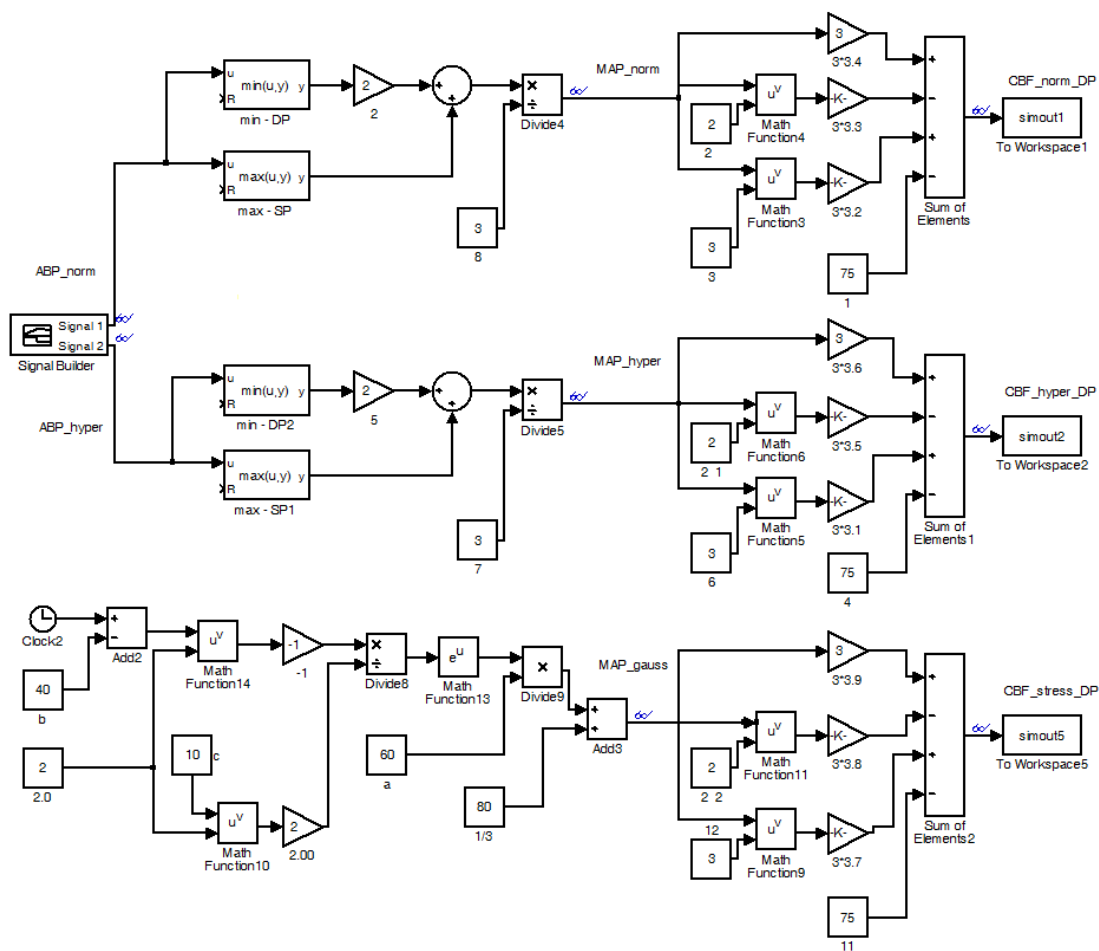 u
R
min(u,y)
y
min - DP
2
2
+
+
×
÷
Divide4
MAP_norm
3
3*3.4
2
2
u^v
Math
Function4
-K-
3*3.3
u
R
max(u,y)
y
max - SP
3
8
u^v
Math
Function3
-K-
3*3.2
3
3
75
1
+
-
+
-
Sum of
Elements
CBF_norm_DP
simout1
To Workspace1
ABP_norm
Signal 1
Signal 2
Signal Builder
ABP_hyper
u
R
min(u,y)
y
min - DP2
2
5
+
+
×
÷
Divide5
MAP_hyper
3
3*3.6
2
2 1
u^v
Math
Function6
-K-
3*3.5
u
R
max(u,y)
y
max - SP1
3
7
u^v
Math
Function5
-K-
3*3.1
3
6
75
4
+
-
+
-
Sum of
Elements1
CBF_hyper_DP
simout2
To Workspace2
Clock2
+
-
Add2
40
b
u^v
Math
Function14
-1
-1
×
÷
Divide8
e^u
Math
Function13
×
Divide9
60
a
MAP_gauss
+
+
Add3
80
1/3
2
2.0
10
c
u^v
Math
Function10
2
2.00
3
3*3.9
2
2 2
u^v
Math
Function11
-K-
3*3.8
12
3
u^v
Math
Function9
-K-
3*3.7
75
11
+
-
+
-
Sum of
Elements2
CBF_stress_DP
simout5
To Workspace5